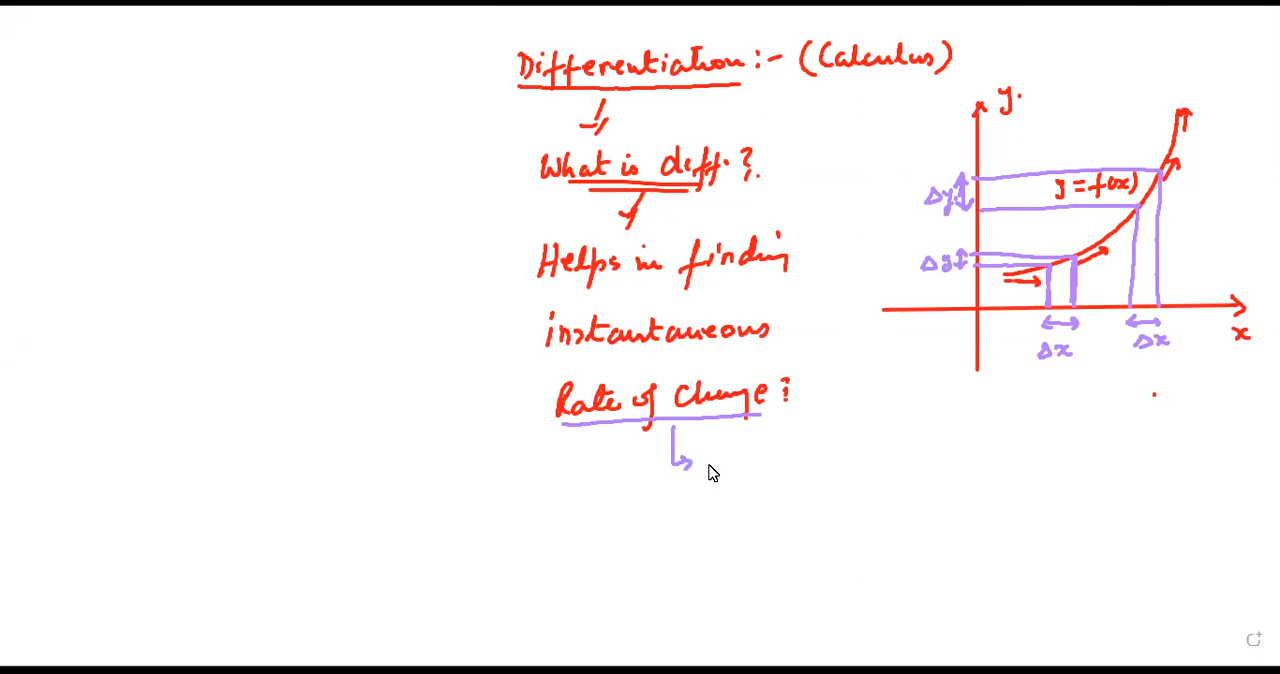 Differentiation :- (Calculus)
What is diff. ?
Helps in finding
instantaneous
Rate of Change ?
y
y = f(x)
Δy
Δy
x
Δx
Δx